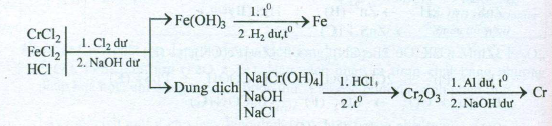 CrCl₂
FeCl₂
HCl
1. Cl₂ dư
2. NaOH dư
Fe(OH)₃
1. t⁰
2 .H₂ dư,t⁰
Fe
Dung dịch
Na[Cr(OH)₄]
NaOH
NaCl
1. HCl,
2 .t⁰
Cr₂O₃
1. Al dư, t⁰
2. NaOH dư
Cr